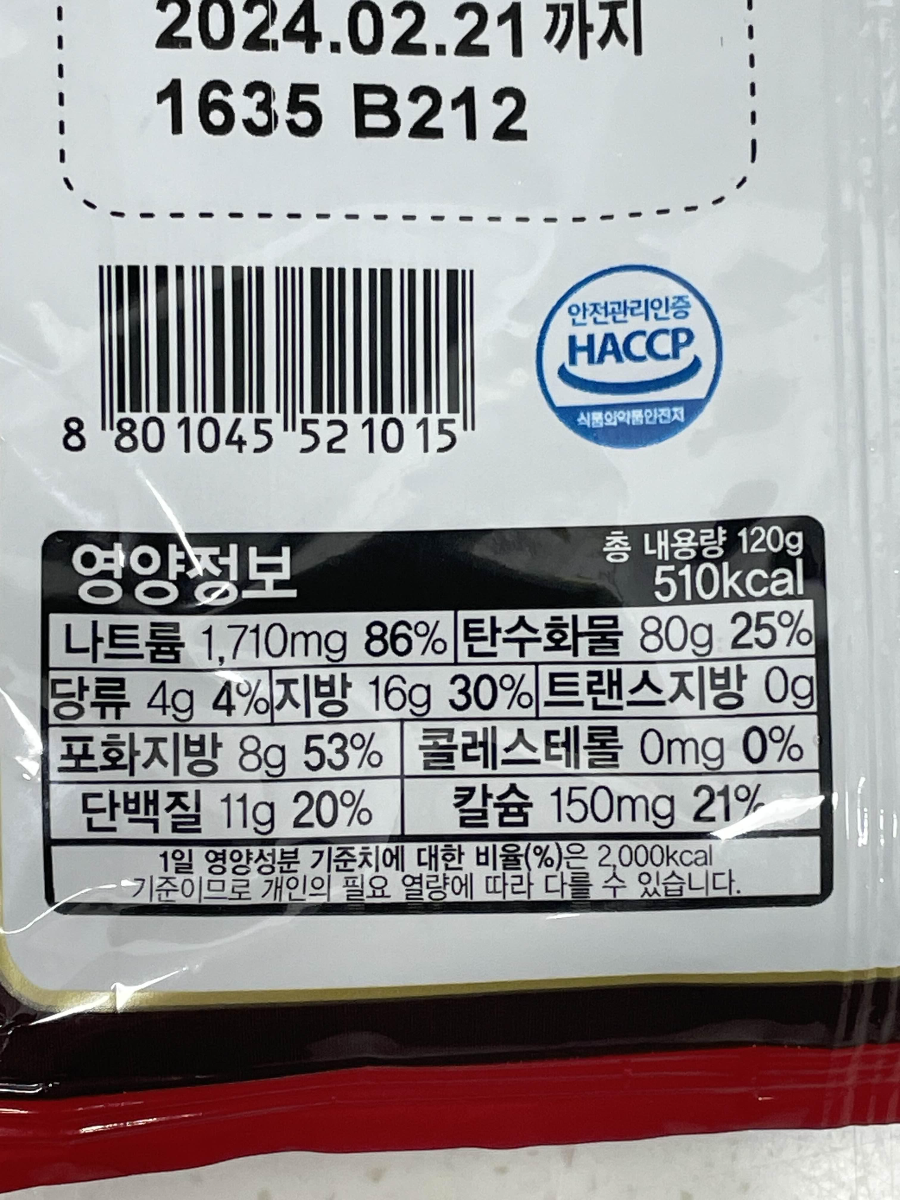 2024.02.21 까지
1635 B212
8 801045 521015
안전관리인증
HACCP
식품의약품안전처
영양정보
총 내용량 120g
510kcal
나트륨 1,710mg 86% 탄수화물 80g 25%
당류 4g 4% 지방 16g 30% 트랜스지방 0g
포화지방 8g 53% 콜레스테롤 0mg 0%
단백질 11g 20% 칼슘 150mg 21%
1일 영양성분 기준치에 대한 비율(%)은 2,000kcal
기준이므로 개인의 필요 열량에 따라 다를 수 있습니다.